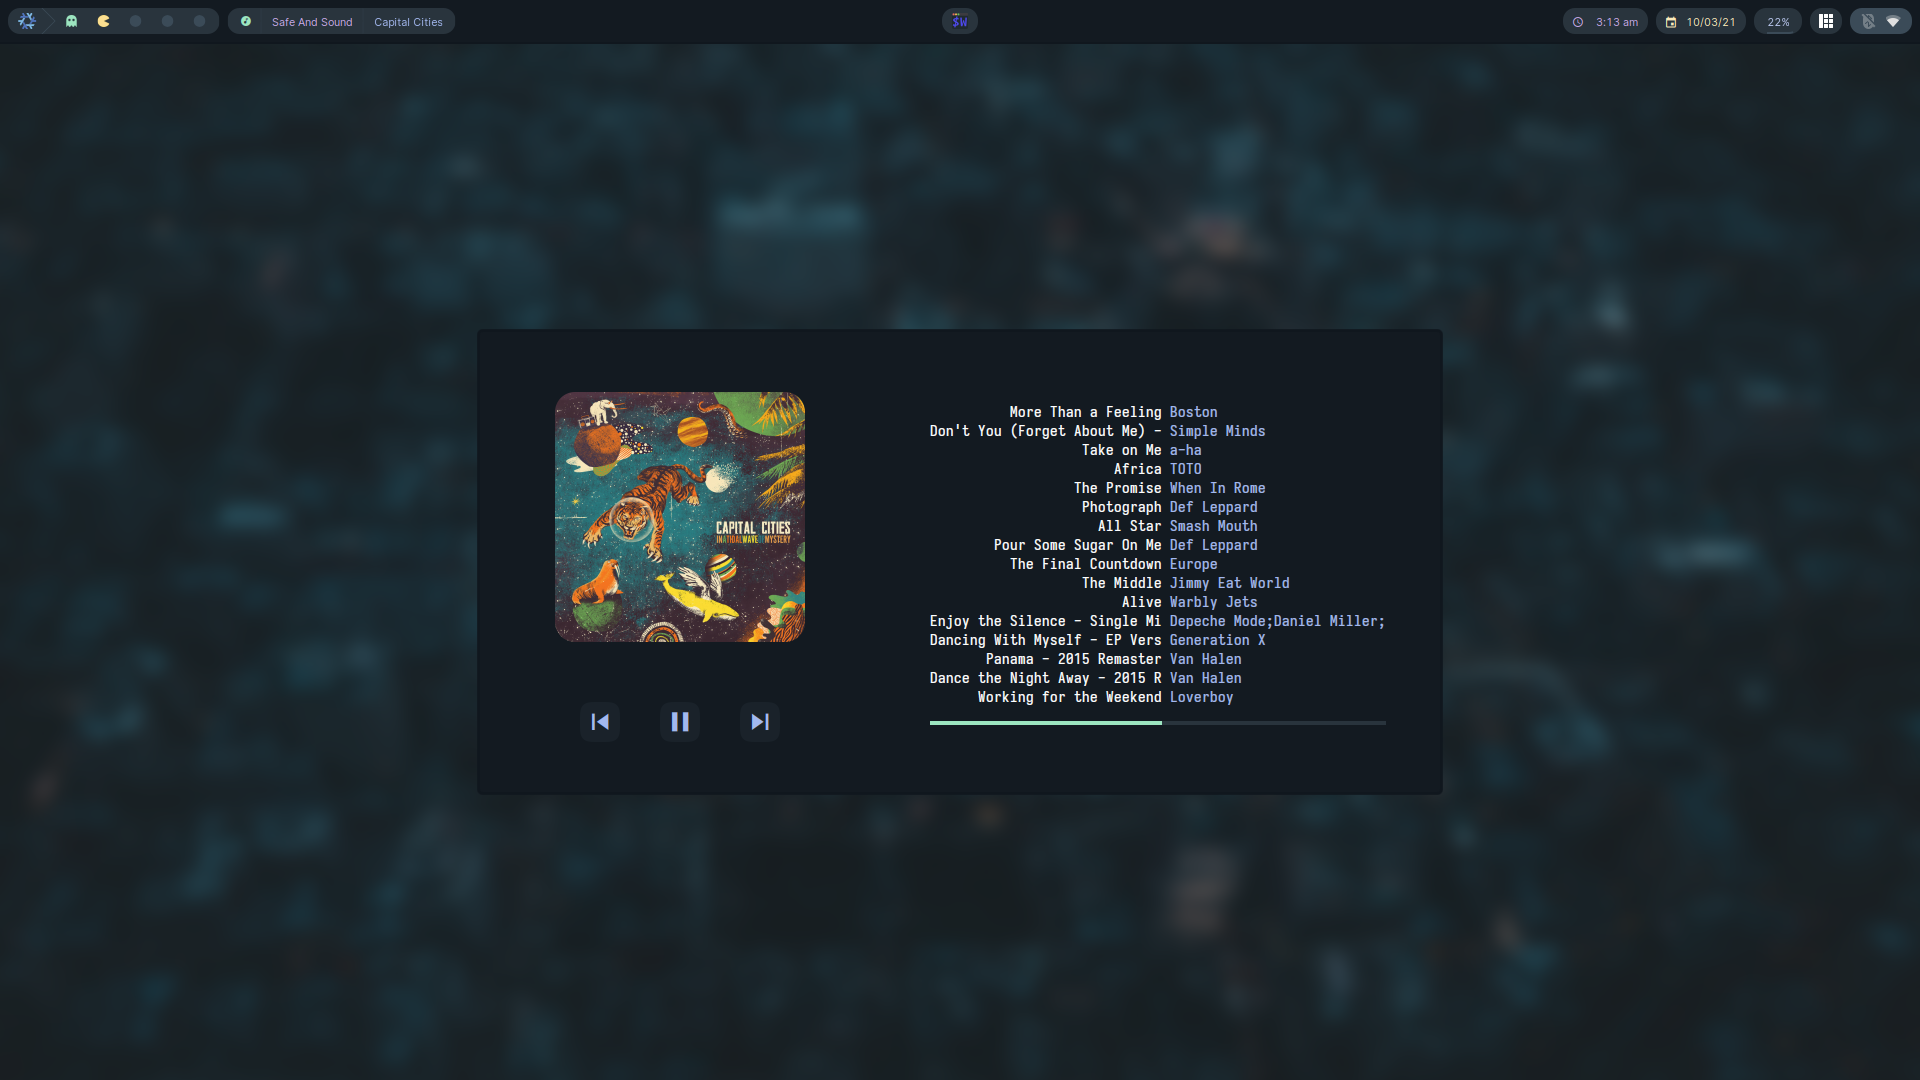 Safe And Sound Capital Cities
$W
3:13 am
10/03/21
22%
CAPITAL CITIES
IN A TIDAL WAVE OF MYSTERY
More Than a Feeling Boston
Don't You (Forget About Me) - Simple Minds
Take on Me a-ha
Africa TOTO
The Promise When In Rome
Photograph Def Leppard
All Star Smash Mouth
Pour Some Sugar On Me Def Leppard
The Final Countdown Europe
The Middle Jimmy Eat World
Alive Warbly Jets
Enjoy the Silence - Single Mi Depeche Mode;Daniel Miller;
Dancing With Myself - EP Vers Generation X
Panama - 2015 Remaster Van Halen
Dance the Night Away - 2015 R Van Halen
Working for the Weekend Loverboy